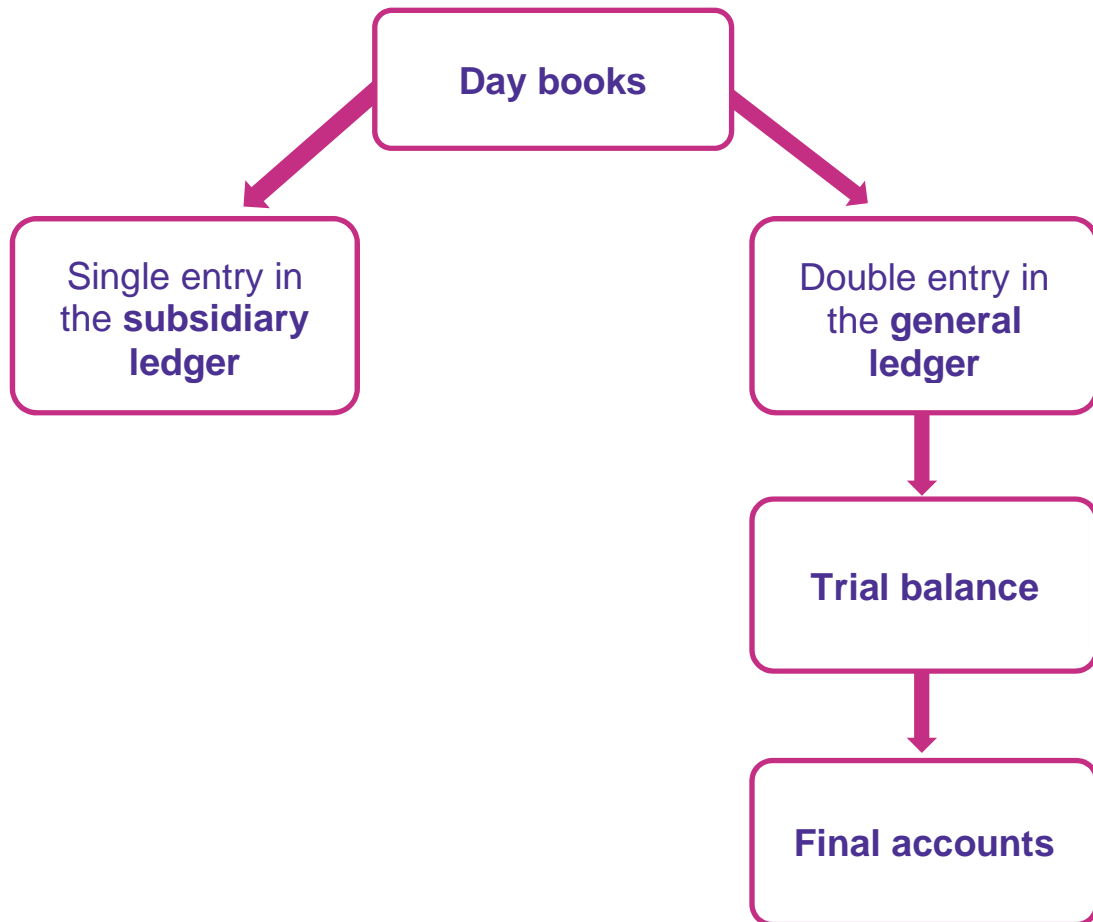 Day books
Single entry in
the subsidiary
ledger
Double entry in
the general
ledger
Trial balance
Final accounts